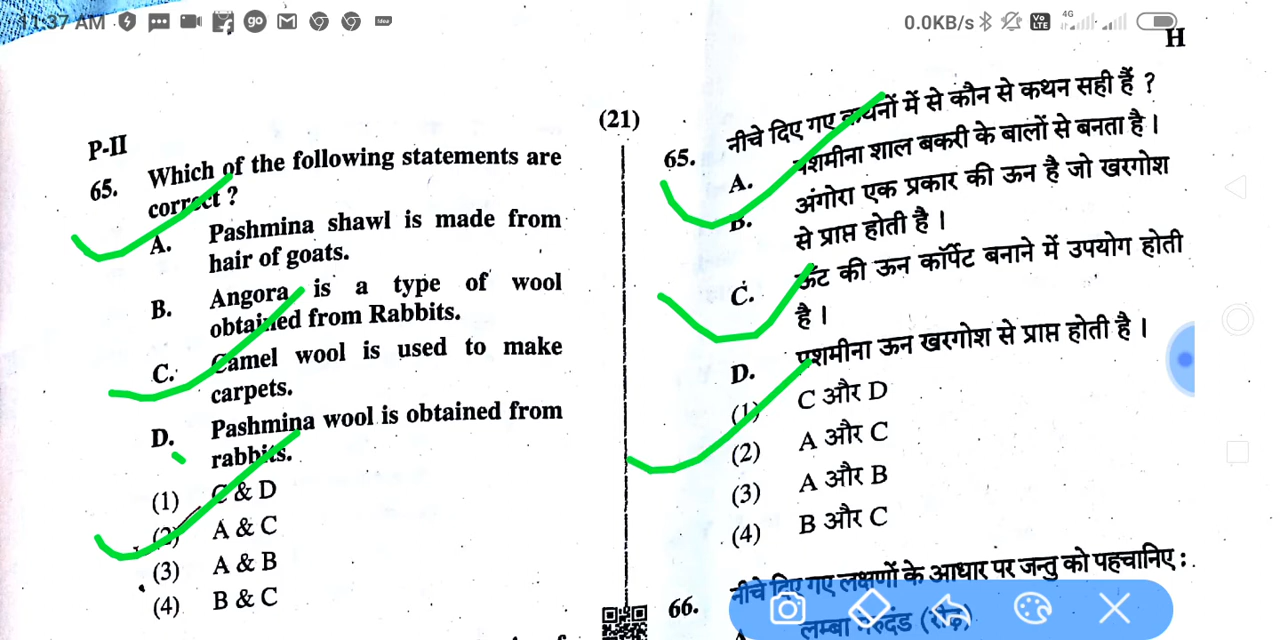 11:37 AM
0.0KB/s
4G
H
(21)
P-II
65. Which of the following statements are
correct ?
A. Pashmina shawl is made from
hair of goats.
B. Angora is a type of wool
obtained from Rabbits.
C. Camel wool is used to make
carpets.
D. Pashmina wool is obtained from
rabbits.
(1) C & D
(2) A & C
(3) A & B
(4) B & C
65. नीचे दिए गए कथनों में से कौन से कथन सही हैं ?
A. पशमीना शाल बकरी के बालों से बनता है ।
B. अंगोरा एक प्रकार की ऊन है जो खरगोश
से प्राप्त होती है ।
C. ऊँट की ऊन कॉर्पेट बनाने में उपयोग होती
है ।
D. पशमीना ऊन खरगोश से प्राप्त होती है ।
(1) C और D
(2) A और C
(3) A और B
(4) B और C
66. नीचे दिए गए लक्षणों के आधार पर जन्तु को पहचानिए :
A लम्बा मेरुदंड (रीढ़)